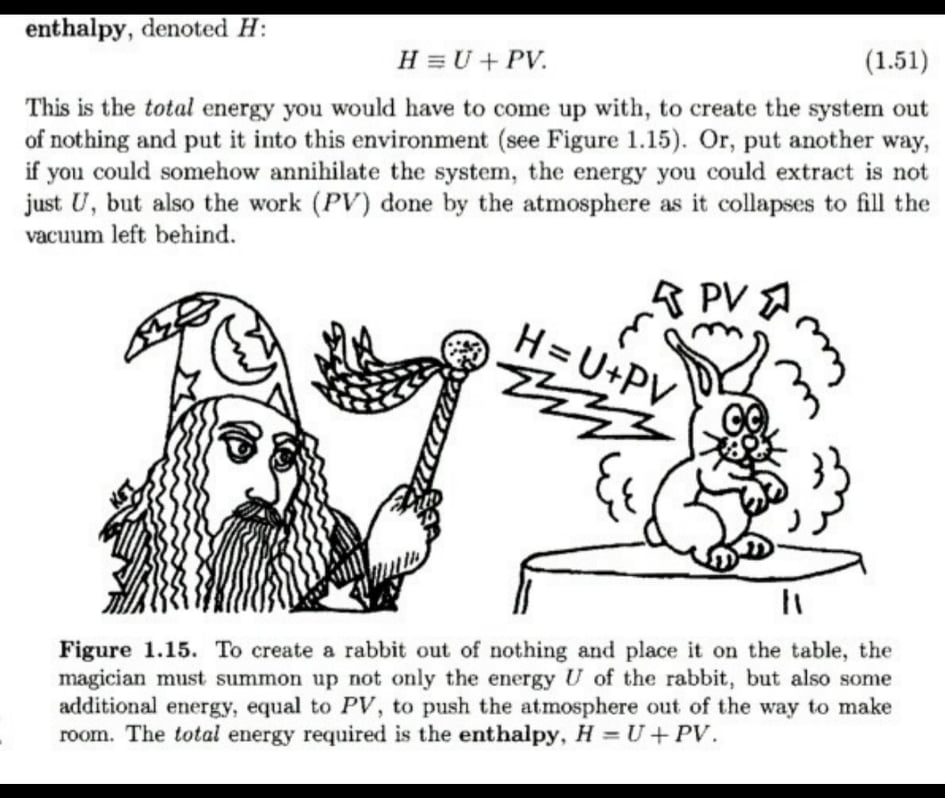 enthalpy, denoted H:
H ≡ U + PV. (1.51)
This is the total energy you would have to come up with, to create the system out
of nothing and put it into this environment (see Figure 1.15). Or, put another way,
if you could somehow annihilate the system, the energy you could extract is not
just U, but also the work (PV) done by the atmosphere as it collapses to fill the
vacuum left behind.
PV
H=U+PV
KET
Figure 1.15. To create a rabbit out of nothing and place it on the table, the
magician must summon up not only the energy U of the rabbit, but also some
additional energy, equal to PV, to push the atmosphere out of the way to make
room. The total energy required is the enthalpy, H = U + PV.